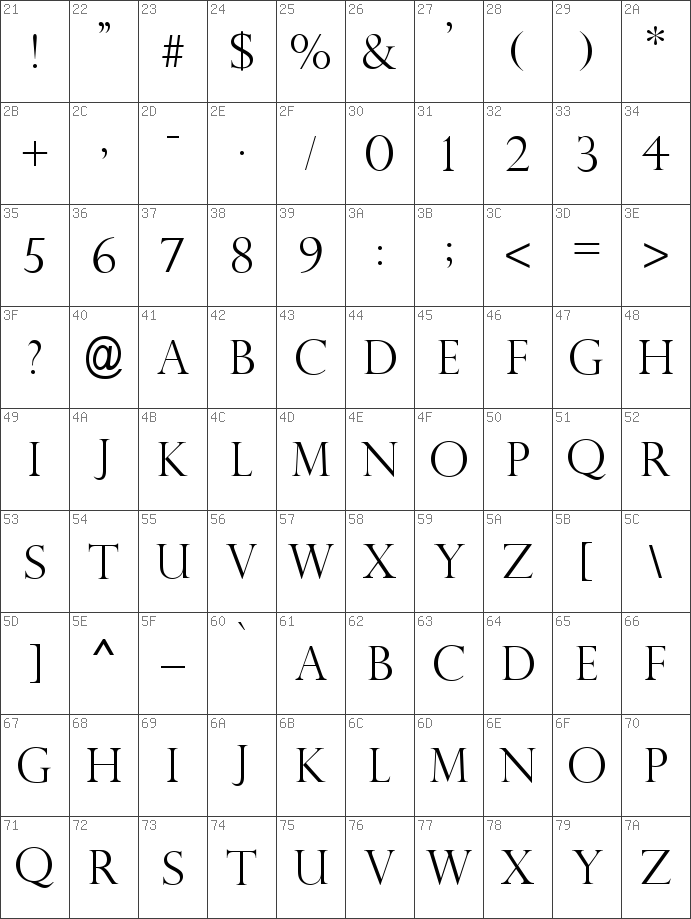 21 22 23 24 25 26 27 28 29 2A
! ” # $ % & ’ ( ) *
2B 2C 2D 2E 2F 30 31 32 33 34
+ , - . / 0 1 2 3 4
35 36 37 38 39 3A 3B 3C 3D 3E
5 6 7 8 9 : ; < = >
3F 40 41 42 43 44 45 46 47 48
? @ A B C D E F G H
49 4A 4B 4C 4D 4E 4F 50 51 52
I J K L M N O P Q R
53 54 55 56 57 58 59 5A 5B 5C
S T U V W X Y Z [ \
5D 5E 5F 60 61 62 63 64 65 66
] ^ _ ` A B C D E F
67 68 69 6A 6B 6C 6D 6E 6F 70
G H I J K L M N O P
71 72 73 74 75 76 77 78 79 7A
Q R S T U V W X Y Z